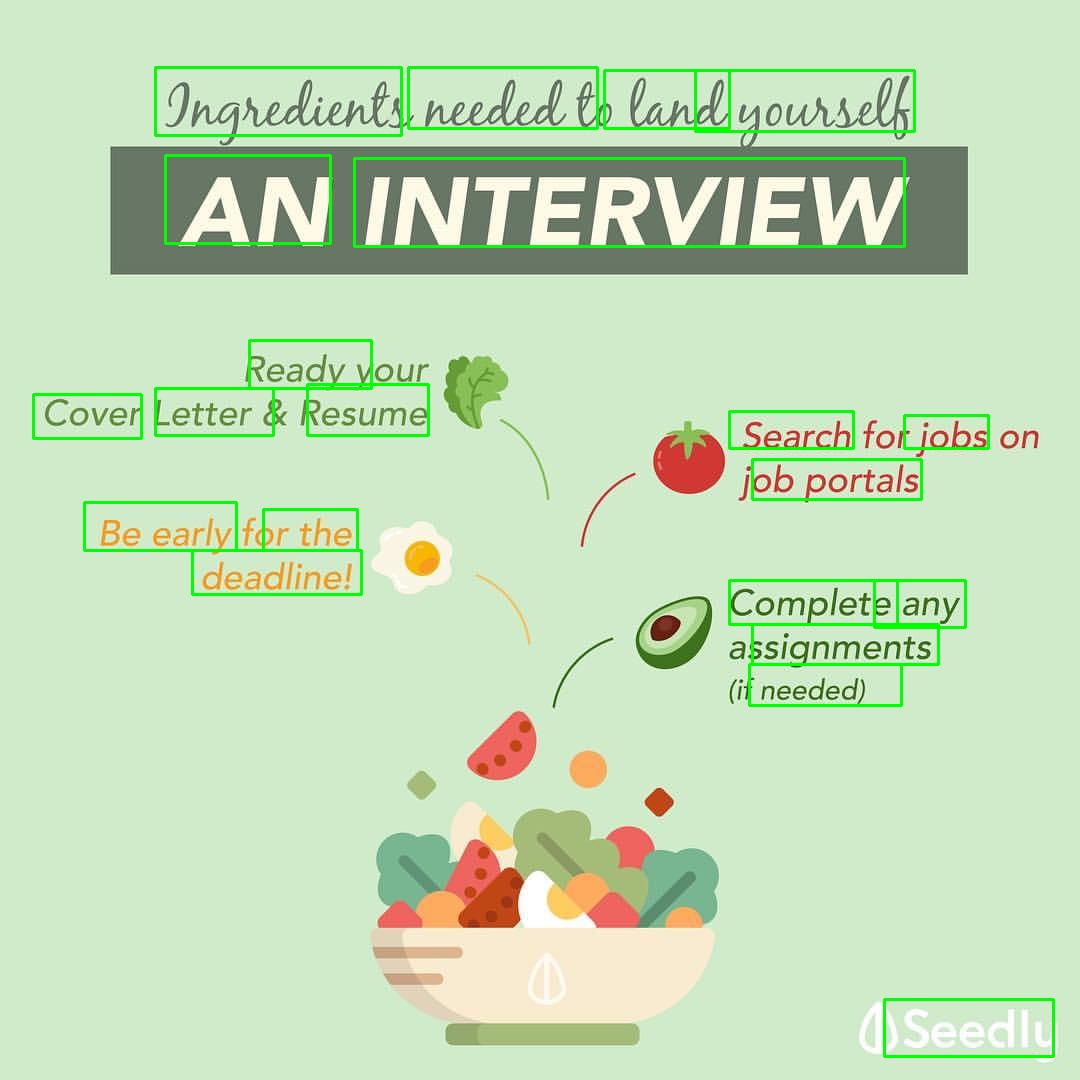 Ingredients needed to land yourself
AN INTERVIEW
Ready your
Cover Letter & Resume
Search for jobs on
job portals
Be early for the
deadline!
Complete any
assignments
(if needed)
Seedly